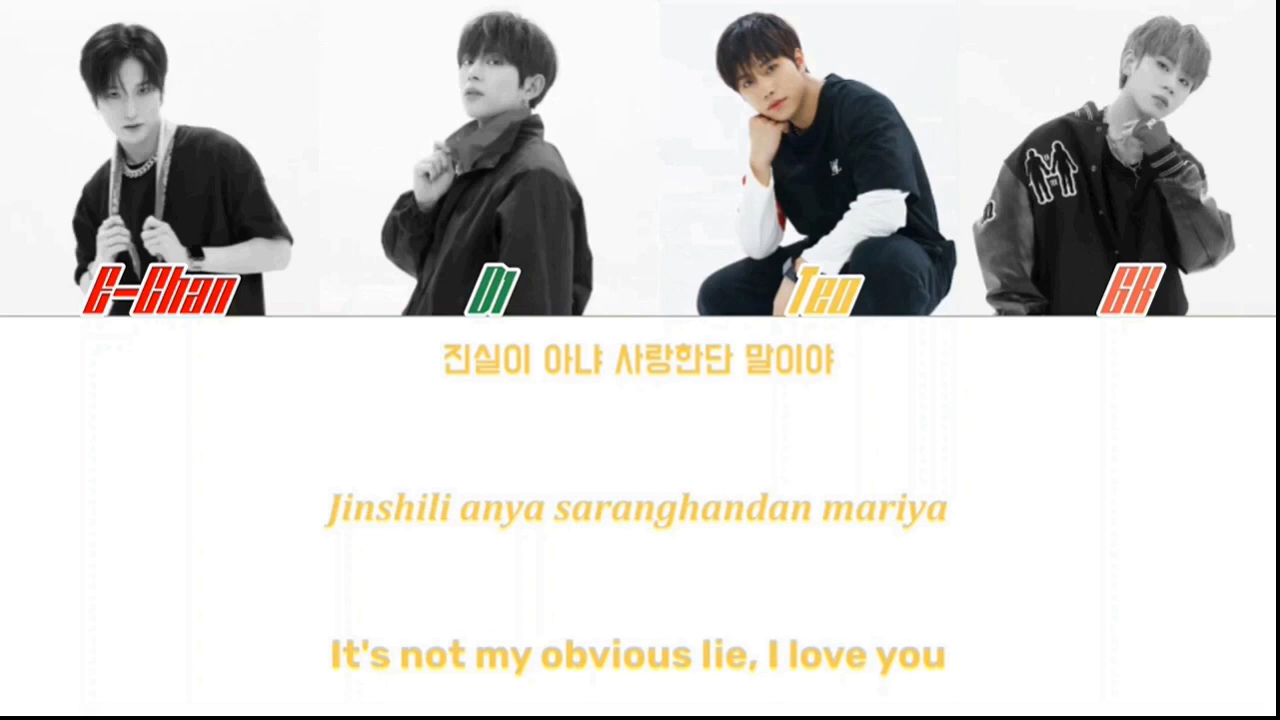 E-Chan
D1
Teo
GK
진실이 아냐 사랑한단 말이야
Jinshili anya saranghandan mariya
It's not my obvious lie, I love you